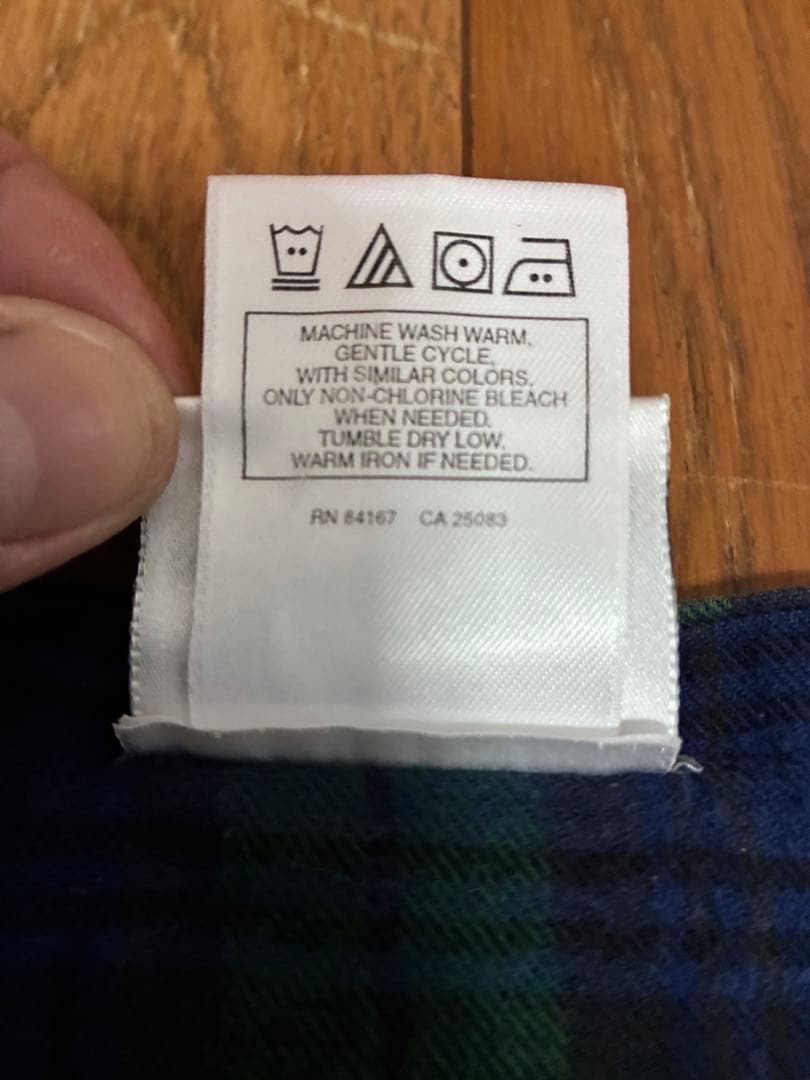 MACHINE WASH WARM,
GENTLE CYCLE,
WITH SIMILAR COLORS.
ONLY NON-CHLORINE BLEACH
WHEN NEEDED.
TUMBLE DRY LOW.
WARM IRON IF NEEDED.
RN 84167 CA 25083